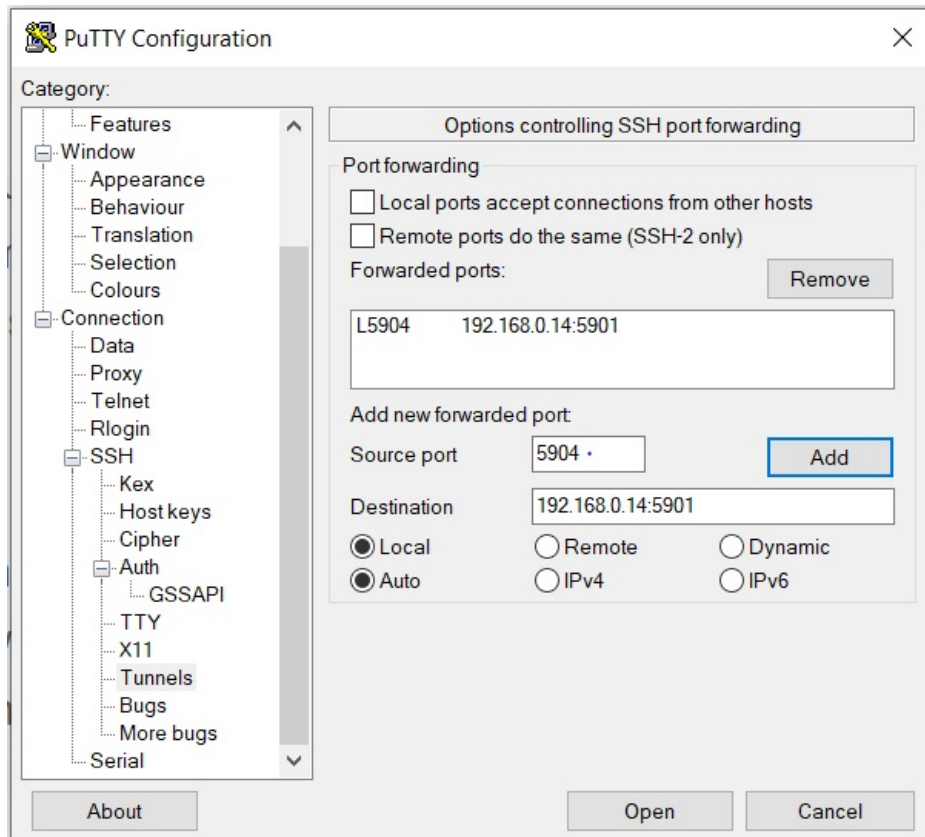 PuTTY Configuration
Category:
Features
Window
Appearance
Behaviour
Translation
Selection
Colours
Connection
Data
Proxy
Telnet
Rlogin
SSH
Kex
Host keys
Cipher
Auth
GSSAPI
TTY
X11
Tunnels
Bugs
More bugs
Serial
Options controlling SSH port forwarding
Port forwarding
Local ports accept connections from other hosts
Remote ports do the same (SSH-2 only)
Forwarded ports:
Remove
L5904 192.168.0.14:5901
Add new forwarded port:
Source port 5904 Add
Destination 192.168.0.14:5901
Local Remote Dynamic
Auto IPv4 IPv6
About Open Cancel